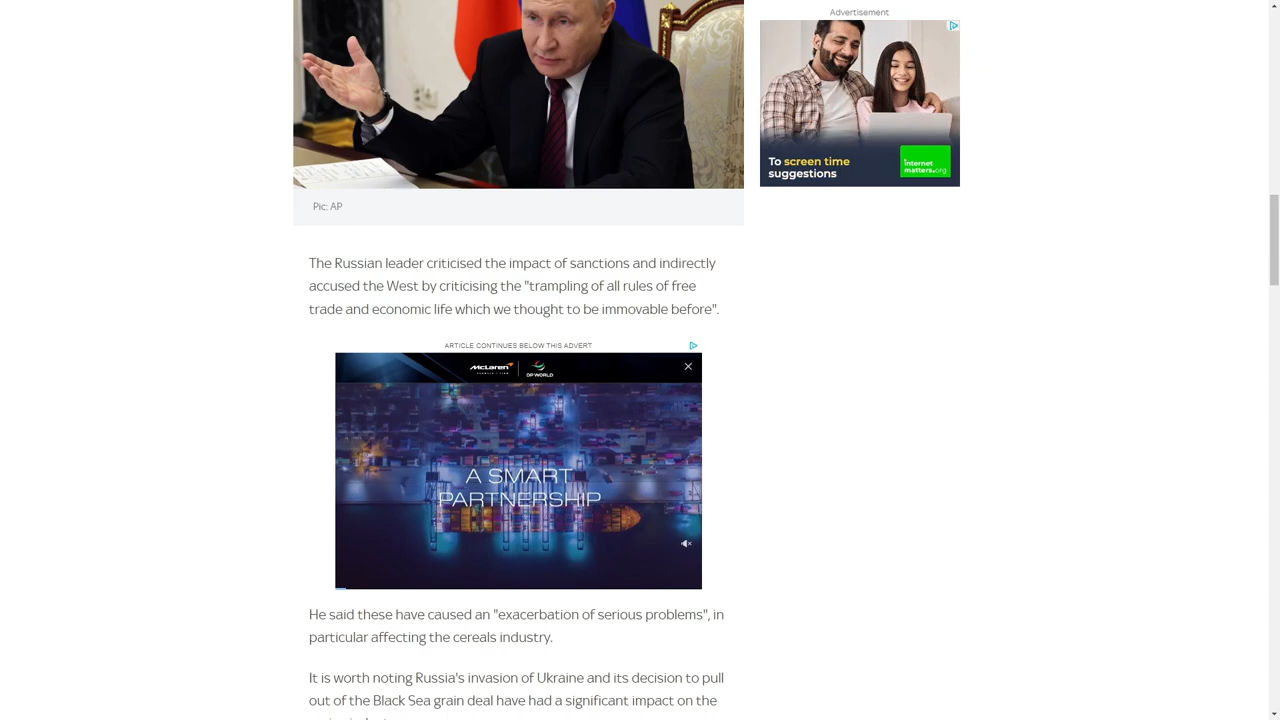 Advertisement
To screen time
suggestions
internet
matters.org
Pic: AP
The Russian leader criticised the impact of sanctions and indirectly
accused the West by criticising the "trampling of all rules of free
trade and economic life which we thought to be immovable before".
ARTICLE CONTINUES BELOW THIS ADVERT
McLaren
DP WORLD
A SMART
PARTNERSHIP
He said these have caused an "exacerbation of serious problems", in
particular affecting the cereals industry.
It is worth noting Russia's invasion of Ukraine and its decision to pull
out of the Black Sea grain deal have had a significant impact on the